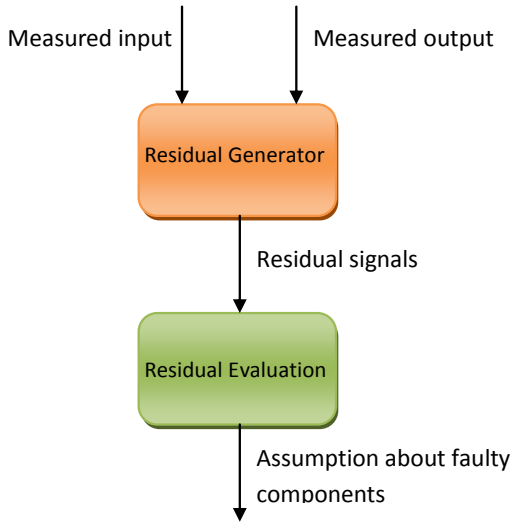 Measured input
Measured output
Residual Generator
Residual signals
Residual Evaluation
Assumption about faulty
components